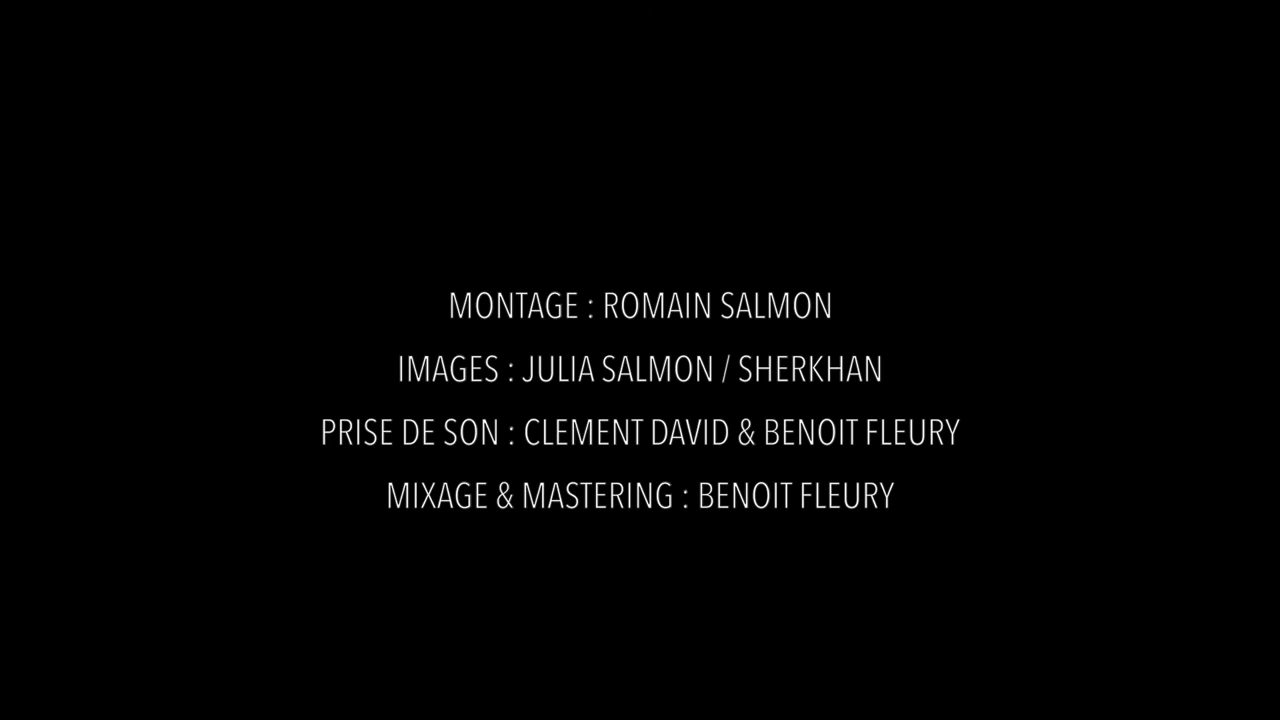 MONTAGE : ROMAIN SALMON
IMAGES : JULIA SALMON / SHERKHAN
PRISE DE SON : CLEMENT DAVID & BENOIT FLEURY
MIXAGE & MASTERING : BENOIT FLEURY